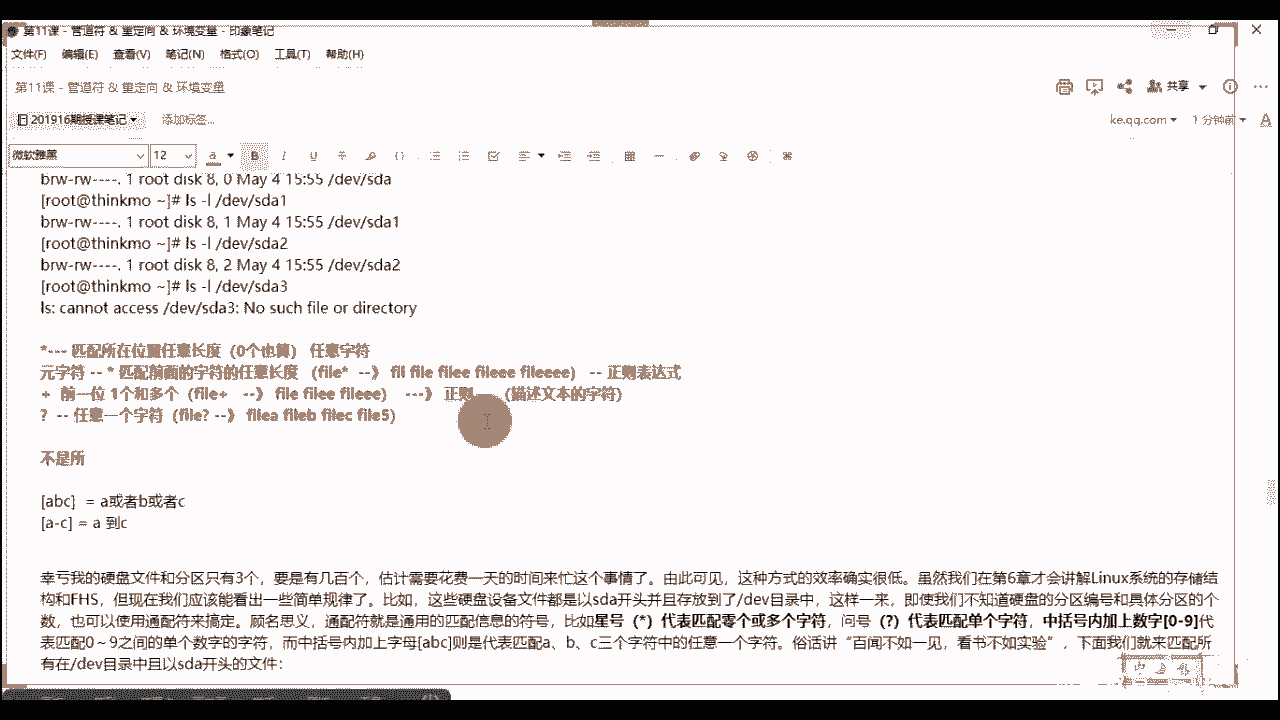 第11课 - 管道符 & 重定向 & 环境变量 - 印象笔记
文件(F) 编辑(E) 查看(V) 笔记(N) 格式(O) 工具(T) 帮助(H)
第11课 - 管道符 & 重定向 & 环境变量
共享
201916期授课笔记 添加标签...
ke.qq.com 1 分钟前
微软雅黑 12
brw-rw----. 1 root disk 8, 0 May 4 15:55 /dev/sda
[root@thinkmo ~]# ls -l /dev/sda1
brw-rw----. 1 root disk 8, 1 May 4 15:55 /dev/sda1
[root@thinkmo ~]# ls -l /dev/sda2
brw-rw----. 1 root disk 8, 2 May 4 15:55 /dev/sda2
[root@thinkmo ~]# ls -l /dev/sda3
ls: cannot access /dev/sda3: No such file or directory
*--- 匹配所在位置任意长度（0个也算） 任意字符
元字符 -- * 匹配前面的字符的任意长度 （file* --》 fil file filee fileee fileeee） -- 正则表达式
+ 前一位 1个和多个（file+ --》 file filee fileee） ---》 正则 （描述文本的字符）
? -- 任意一个字符（file? --》 filea fileb filec file5）
不是所
[abc] = a或者b或者c
[a-c] = a 到c
幸亏我的硬盘文件和分区只有3个，要是有几百个，估计需要花费一天的时间来忙这个事情了。由此可见，这种方式的效率确实很低。虽然我们在第6章才会讲解Linux系统的存储结
构和FHS，但现在我们应该能看出一些简单规律了。比如，这些硬盘设备文件都是以sda开头并且存放到了/dev目录中，这样一来，即使我们不知道硬盘的分区编号和具体分区的个
数，也可以使用通配符来搞定。顾名思义，通配符就是通用的匹配信息的符号，比如星号（*）代表匹配零个或多个字符，问号（?）代表匹配单个字符，中括号内加上数字[0-9]代
表匹配0～9之间的单个数字的字符，而中括号内加上字母[abc]则是代表匹配a、b、c三个字符中的任意一个字符。俗话讲“百闻不如一见，看书不如实验”，下面我们就来匹配所
有在/dev目录中且以sda开头的文件：